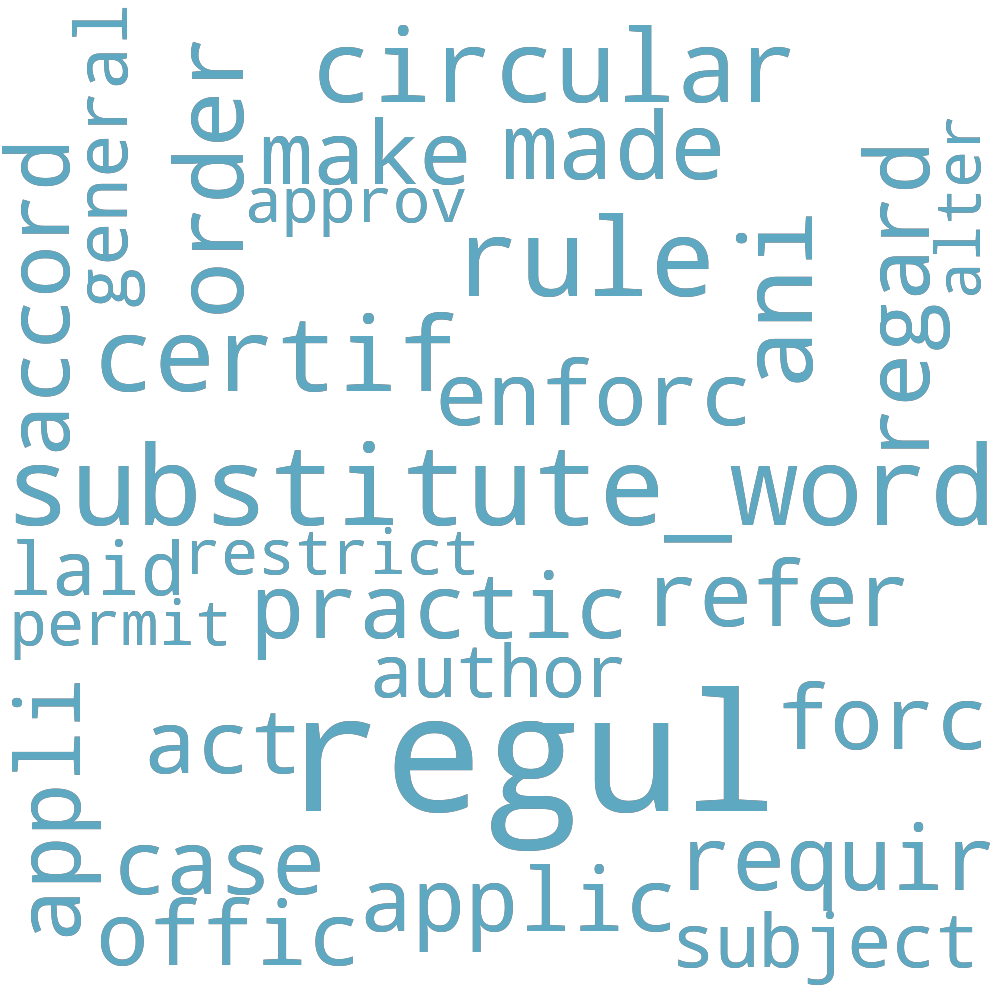 general
circular
order
make
made
accord
approv
regard
alter
rule
ani
certif
enforc
substitute_word
laid
restrict
permit
practic
refer
author
appli
act
regul
forc
case
requir
offic
applic
subject